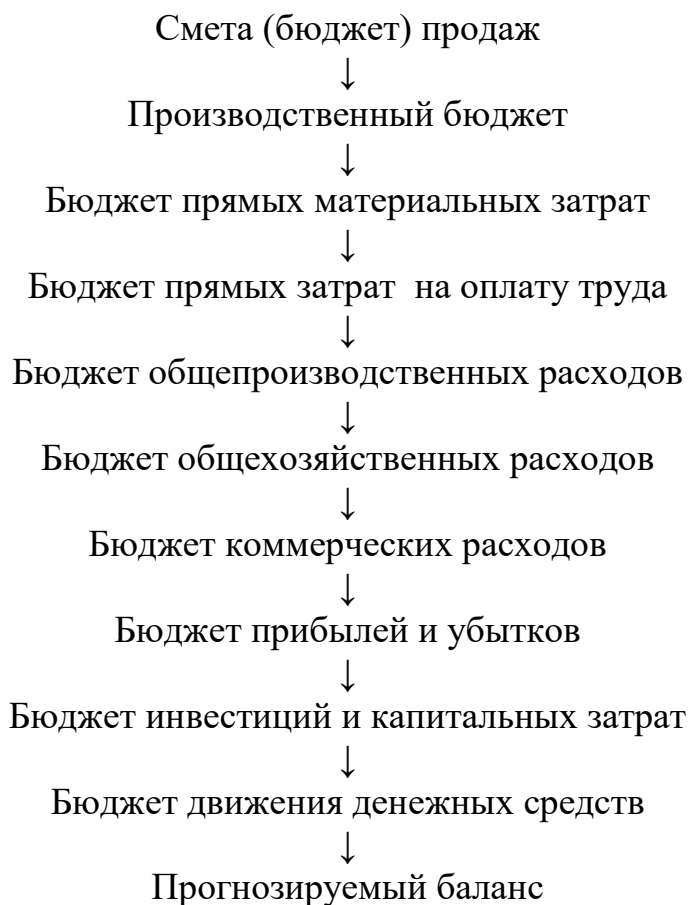 Смета (бюджет) продаж
↓
Производственный бюджет
↓
Бюджет прямых материальных затрат
↓
Бюджет прямых затрат на оплату труда
↓
Бюджет общепроизводственных расходов
↓
Бюджет общехозяйственных расходов
↓
Бюджет коммерческих расходов
↓
Бюджет прибылей и убытков
↓
Бюджет инвестиций и капитальных затрат
↓
Бюджет движения денежных средств
↓
Прогнозируемый баланс